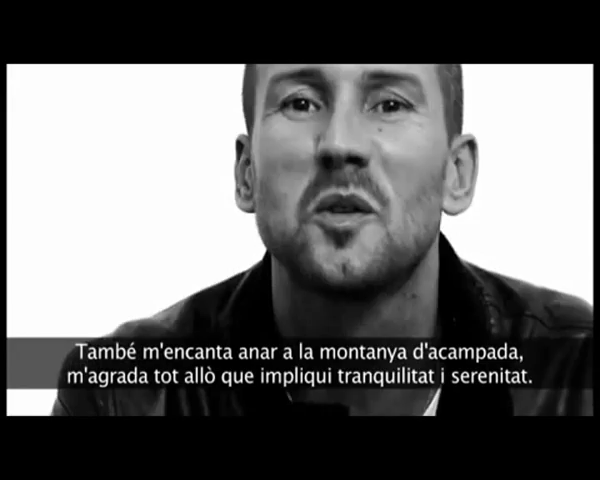 També m'encanta anar a la montanya d'acampada,
m'agrada tot allò que impliqui tranquilitat i serenitat.